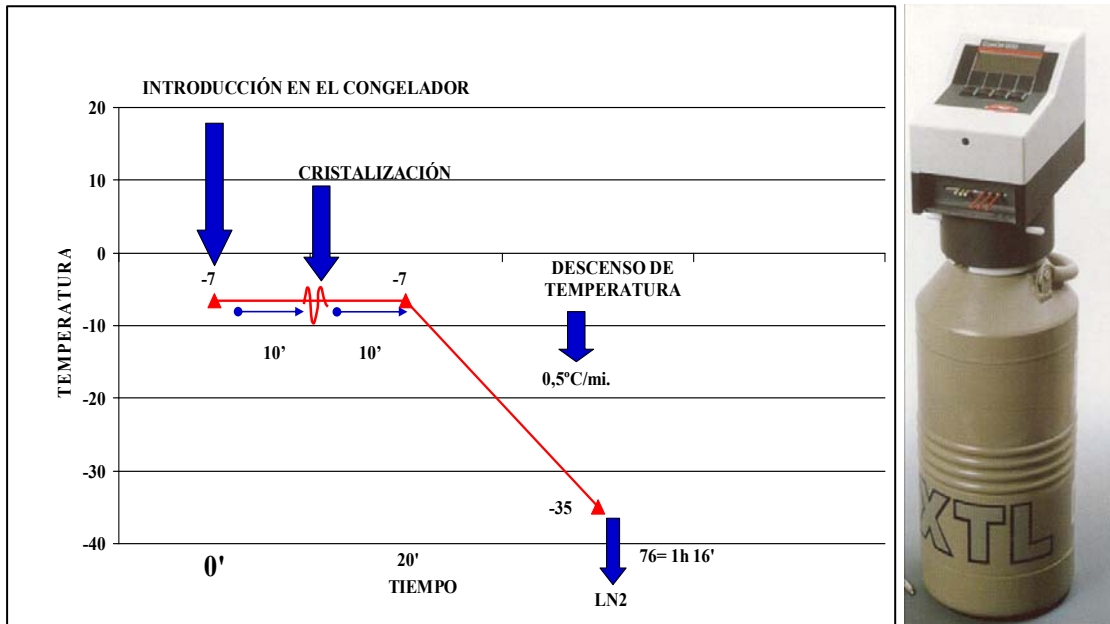 INTRODUCCIÓN EN EL CONGELADOR
20
CRISTALIZACIÓN
10
0
-7
-7
DESCENSO DE
TEMPERATURA
-10
10’
10’
0,5ºC/mi.
-20
-30
-35
-40
0'
20'
76= 1h 16'
TIEMPO
LN2
TEMPERATURA
XTL